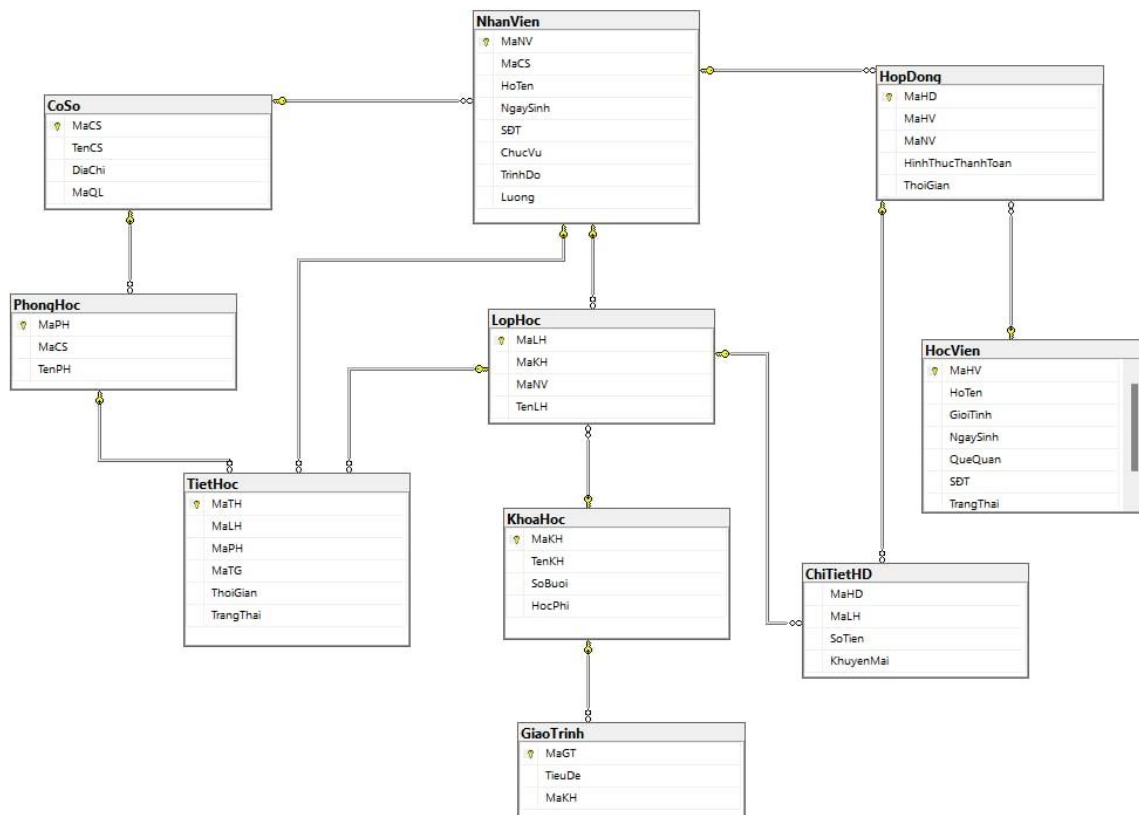 NhanVien
MaNV
MaCS
HoTen
NgaySinh
SĐT
ChucVu
TrinhDo
Luong
HopDong
MaHD
MaHV
MaNV
HinhThucThanhToan
ThoiGian
CoSo
MaCS
TenCS
DiaChi
MaQL
PhongHoc
MaPH
MaCS
TenPH
LopHoc
MaLH
MaKH
MaNV
TenLH
HocVien
MaHV
HoTen
GioiTinh
NgaySinh
QueQuan
SĐT
TrangThai
TietHoc
MaTH
MaLH
MaPH
MaTG
ThoiGian
TrangThai
KhoaHoc
MaKH
TenKH
SoBuoi
HocPhi
ChiTietHD
MaHD
MaLH
SoTien
KhuyenMai
GiaoTrinh
MaGT
TieuDe
MaKH